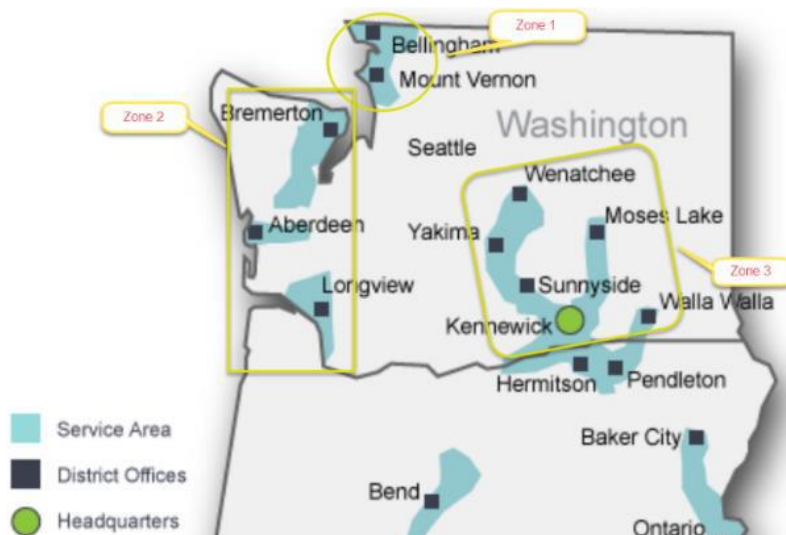 Zone 1
Bellingham
Mount Vernon
Zone 2
Bremerton
Washington
Seattle
Wenatchee
Moses Lake
Aberdeen
Yakima
Zone 3
Longview
Sunnyside
Walla Walla
Kennewick
Hermitson
Pendleton
Service Area
Baker City
District Offices
Bend
Headquarters
Ontario